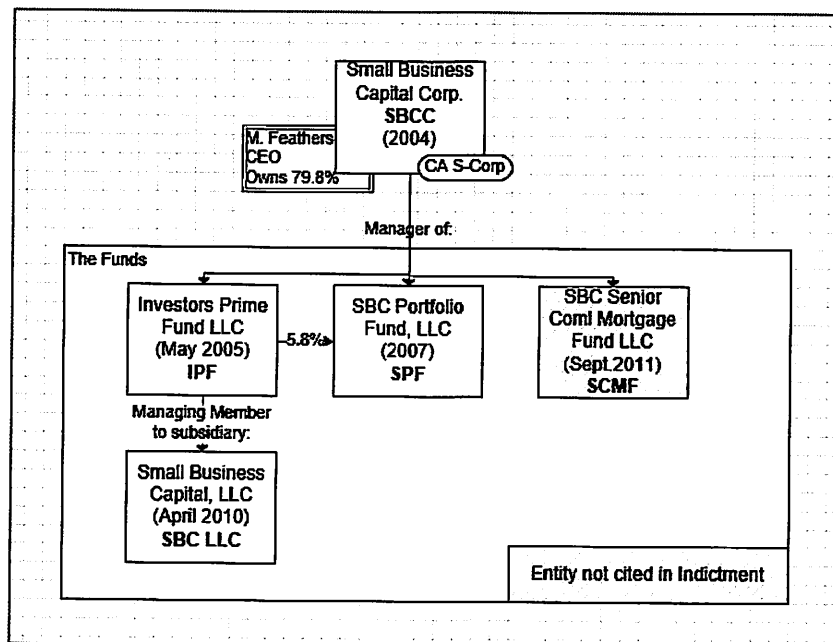 Small Business
Capital Corp.
SBCC
(2004)
M. Feathers
CEO
Owns 79.8%
CA S-Corp
Manager of:
The Funds
Investors Prime
Fund LLC
(May 2005)
IPF
5.8%
SBC Portfolio
Fund, LLC
(2007)
SPF
SBC Senior
Coml Mortgage
Fund LLC
(Sept.2011)
SCMF
Managing Member
to subsidiary:
Small Business
Capital, LLC
(April 2010)
SBC LLC
Entity not cited in Indictment